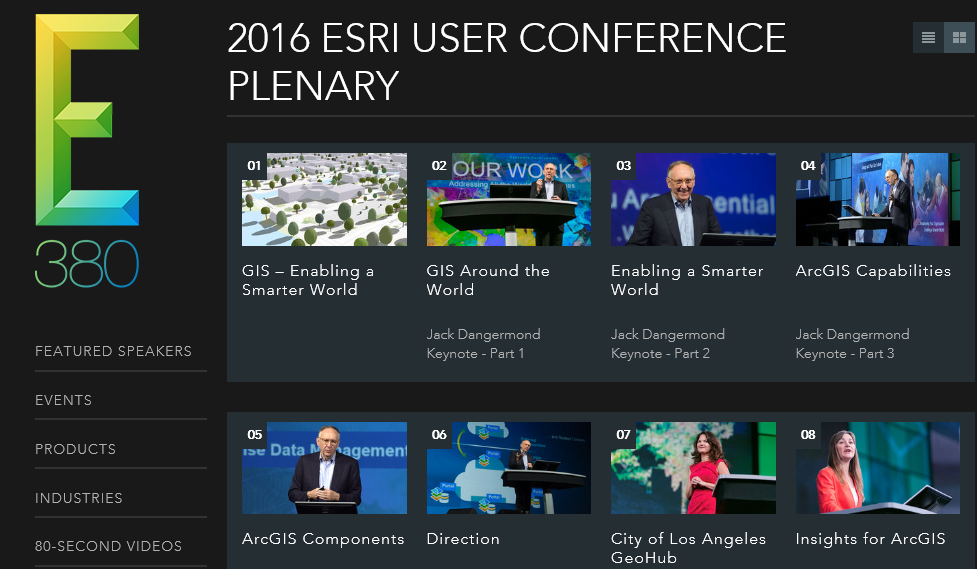 E
380
FEATURED SPEAKERS
EVENTS
PRODUCTS
INDUSTRIES
80-SECOND VIDEOS
2016 ESRI USER CONFERENCE
PLENARY
01
GIS – Enabling a
Smarter World
02
OUR WORK
GIS Around the
World
Jack Dangermond
Keynote - Part 1
03
Enabling a Smarter
World
Jack Dangermond
Keynote - Part 2
04
ArcGIS Capabilities
Jack Dangermond
Keynote - Part 3
05
ise Data Management
ArcGIS Components
06
Portal
Portal
Direction
07
City of Los Angeles
GeoHub
08
Insights for ArcGIS